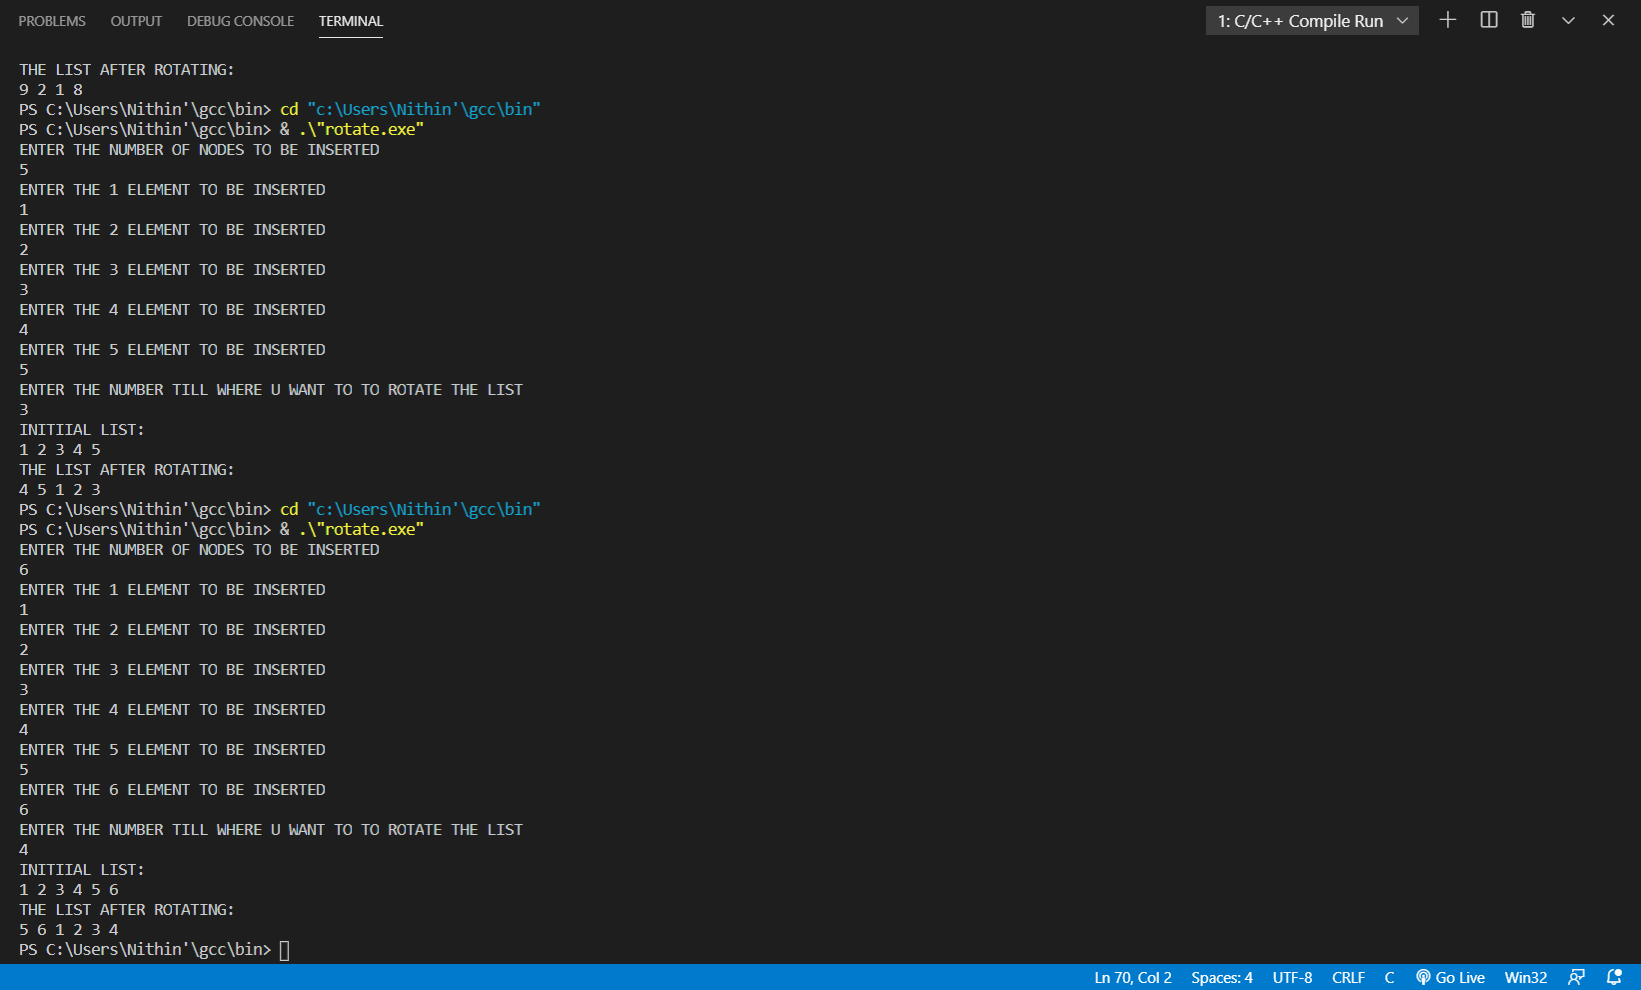 PROBLEMS OUTPUT DEBUG CONSOLE TERMINAL 1: C/C++ Compile Run
THE LIST AFTER ROTATING:
9 2 1 8
PS C:\Users\Nithin'\gcc\bin> cd "c:\Users\Nithin'\gcc\bin"
PS C:\Users\Nithin'\gcc\bin> & .\"rotate.exe"
ENTER THE NUMBER OF NODES TO BE INSERTED
5
ENTER THE 1 ELEMENT TO BE INSERTED
1
ENTER THE 2 ELEMENT TO BE INSERTED
2
ENTER THE 3 ELEMENT TO BE INSERTED
3
ENTER THE 4 ELEMENT TO BE INSERTED
4
ENTER THE 5 ELEMENT TO BE INSERTED
5
ENTER THE NUMBER TILL WHERE U WANT TO TO ROTATE THE LIST
3
INITIIAL LIST:
1 2 3 4 5
THE LIST AFTER ROTATING:
4 5 1 2 3
PS C:\Users\Nithin'\gcc\bin> cd "c:\Users\Nithin'\gcc\bin"
PS C:\Users\Nithin'\gcc\bin> & .\"rotate.exe"
ENTER THE NUMBER OF NODES TO BE INSERTED
6
ENTER THE 1 ELEMENT TO BE INSERTED
1
ENTER THE 2 ELEMENT TO BE INSERTED
2
ENTER THE 3 ELEMENT TO BE INSERTED
3
ENTER THE 4 ELEMENT TO BE INSERTED
4
ENTER THE 5 ELEMENT TO BE INSERTED
5
ENTER THE 6 ELEMENT TO BE INSERTED
6
ENTER THE NUMBER TILL WHERE U WANT TO TO ROTATE THE LIST
4
INITIIAL LIST:
1 2 3 4 5 6
THE LIST AFTER ROTATING:
5 6 1 2 3 4
PS C:\Users\Nithin'\gcc\bin>
Ln 70, Col 2 Spaces: 4 UTF-8 CRLF C Go Live Win32